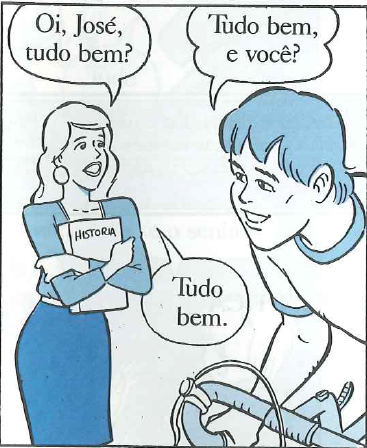 Oi, José,
tudo bem?
Tudo bem,
e você?
HISTORIA
Tudo
bem.